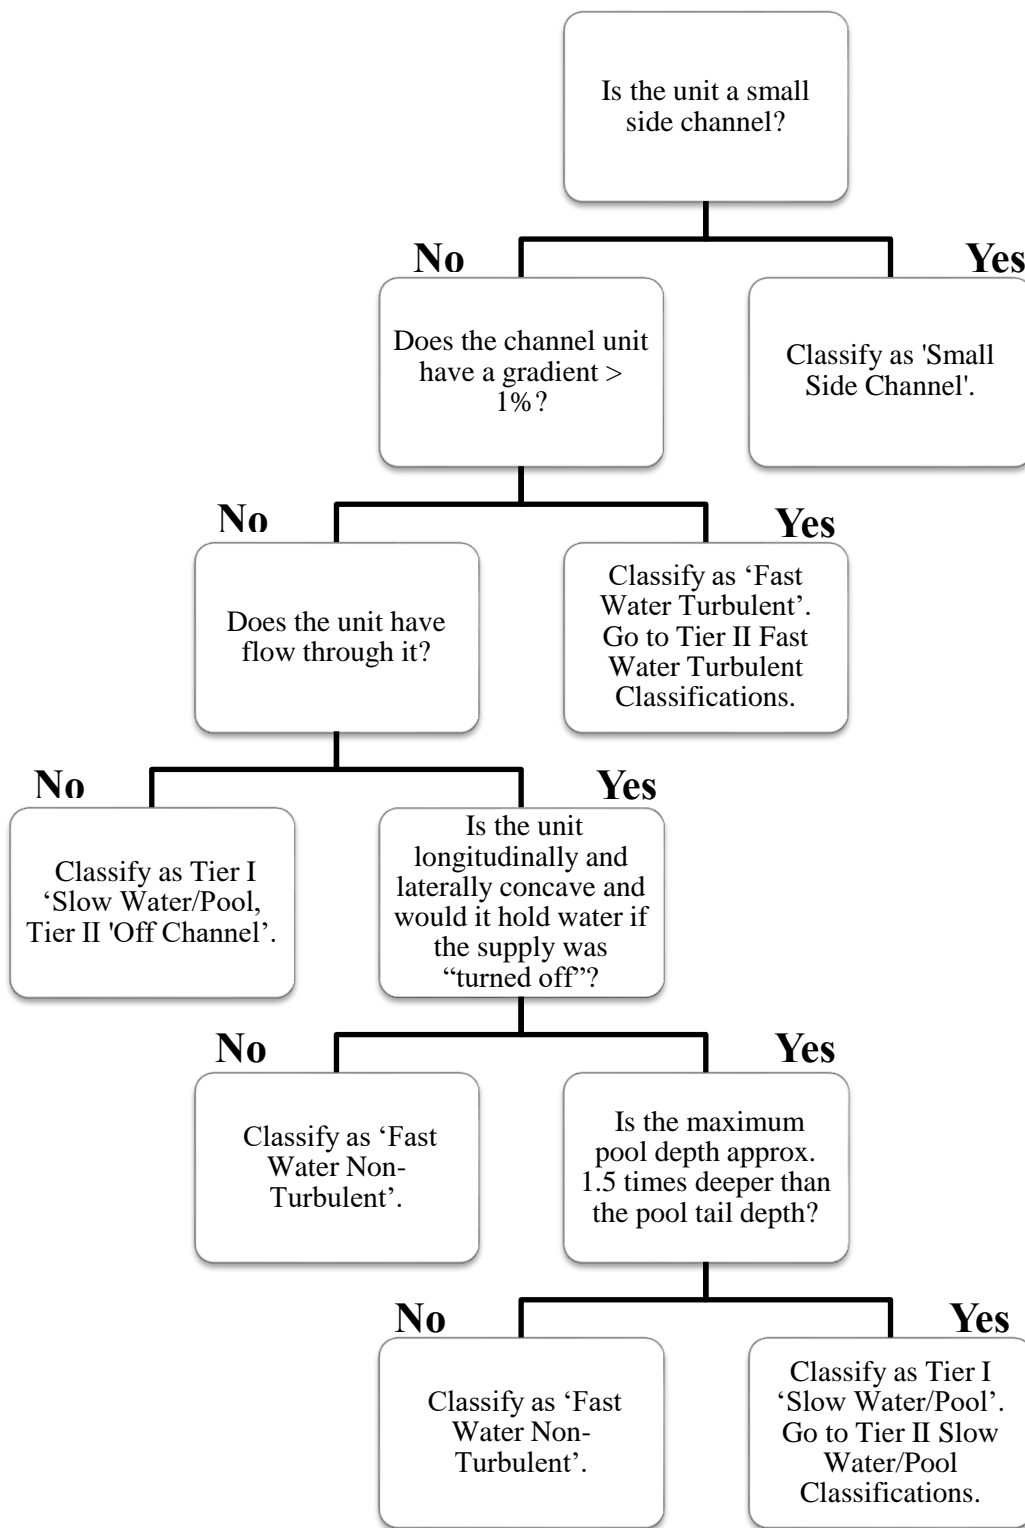 Is the unit a small
side channel?
No
Yes
Does the channel unit
have a gradient >
1%?
Classify as 'Small
Side Channel'.
No
Yes
Does the unit have
flow through it?
Classify as ‘Fast
Water Turbulent’.
Go to Tier II Fast
Water Turbulent
Classifications.
No
Yes
Classify as Tier I
‘Slow Water/Pool,
Tier II 'Off Channel’.
Is the unit
longitudinally and
laterally concave and
would it hold water if
the supply was
“turned off”?
No
Yes
Classify as ‘Fast
Water Non-
Turbulent’.
Is the maximum
pool depth approx.
1.5 times deeper than
the pool tail depth?
No
Yes
Classify as ‘Fast
Water Non-
Turbulent’.
Classify as Tier I
‘Slow Water/Pool’.
Go to Tier II Slow
Water/Pool
Classifications.